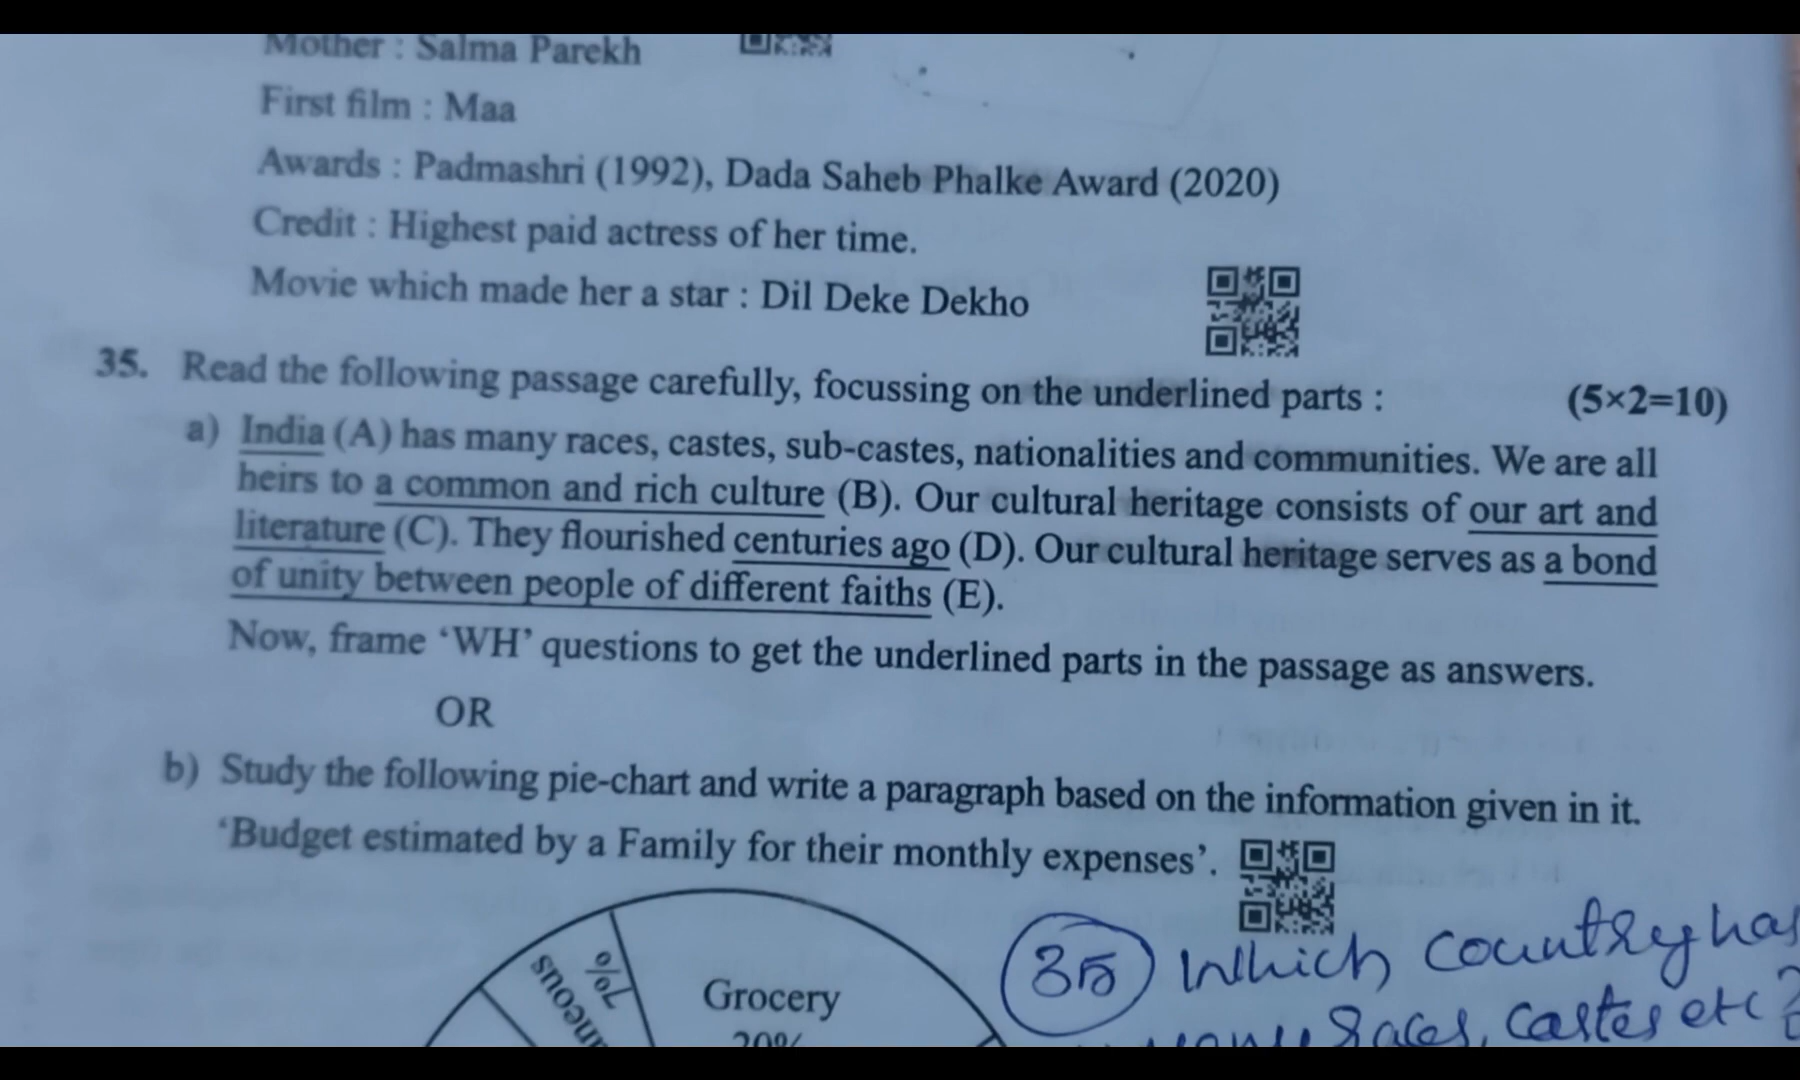 Mother : Salma Parekh
First film : Maa
Awards : Padmashri (1992), Dada Saheb Phalke Award (2020)
Credit : Highest paid actress of her time.
Movie which made her a star : Dil Deke Dekho
35. Read the following passage carefully, focussing on the underlined parts : (5×2=10)
a) India (A) has many races, castes, sub-castes, nationalities and communities. We are all
heirs to a common and rich culture (B). Our cultural heritage consists of our art and
literature (C). They flourished centuries ago (D). Our cultural heritage serves as a bond
of unity between people of different faiths (E).
Now, frame ‘WH’ questions to get the underlined parts in the passage as answers.
OR
b) Study the following pie-chart and write a paragraph based on the information given in it.
‘Budget estimated by a Family for their monthly expenses’.
7%
Grocery
20%
35 Which country has
races, castes etc ?